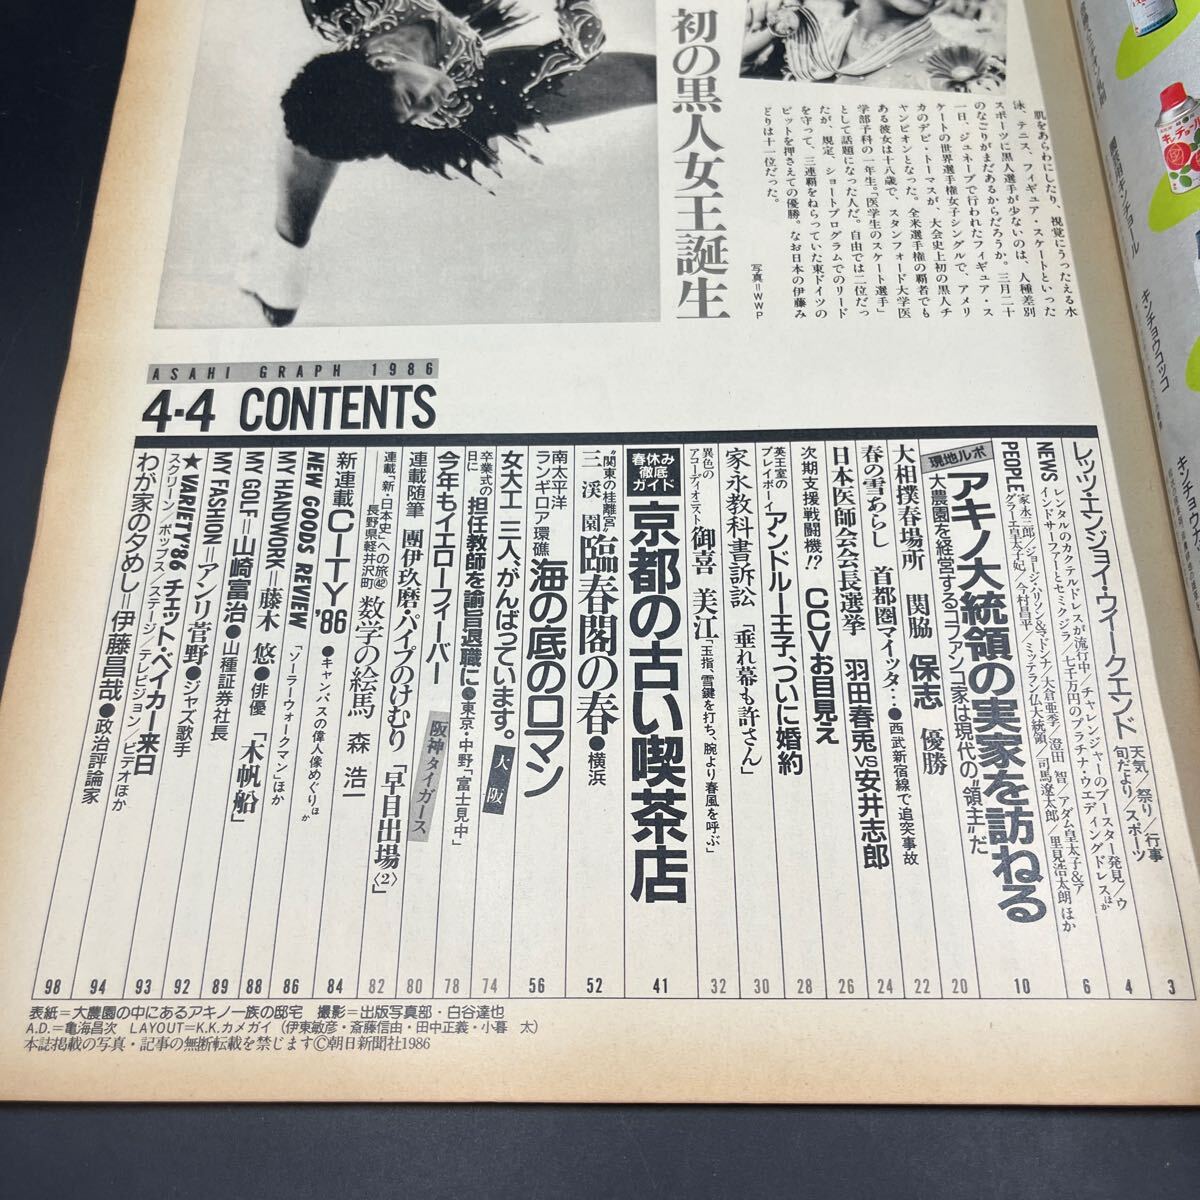 初の黒人女王誕生
肌をあらわにしたり、視覚にうったえる水
泳、テニス、フィギュア・スケートといった
スポーツに黒人選手が少ないのは、人種差別
のなごりがまだあるからだろうか。三月二十
一日、ジュネーブで行われたフィギュア・ス
ケートの世界選手権女子シングルで、アメリ
カのデビ・トーマスが、大会史上初の黒人チ
ャンピオンとなった。全米選手権の覇者でも
ある彼女は十八歳で、スタンフォード大学医
学部予科の一年生。「医学生のスケート選手」
として話題になった人だ。自由では二位だっ
たが、規定、ショートプログラムでのリード
を守って、三連覇をねらっていた東ドイツの
ビットを押さえての優勝。なお日本の伊藤み
どりは十一位だった。
写真=WWP
キンチョール
キンチョウコッコ
ASAHI GRAPH 1986
4-4 CONTENTS
レッツ・エンジョイ・ウィークエンド
天気/祭り/行事
旬だより/スポーツ
3
4
NEWS
レンタルのカクテルドレスが流行中/チャレンジャーのブースター発見/ウ
インドサーファーとセミクジラ/七千万円のプラチナ・ウエディングドレスほか
6
PEOPLE
家永三郎/ジョージ・ハリソン&マドンナ/大倉亜季/澄田 智/アダム皇太子&ア
グラーエ皇太子妃/今村昌平/ミッテラン仏大統領/司馬遼太郎/里見浩太朗ほか
10
現地ルポ
アキノ大統領の実家を訪ねる
大農園を経営するコファンコ家は現代の“領主”だ
20
大相撲春場所 関脇 保志 優勝
22
春の雪あらし 首都圏マイッタ…●西武新宿線で追突事故
24
日本医師会会長選挙 羽田春兎VS安井志郎
26
次期支援戦闘機!? CCVお目見え
28
英王室の
プレイボーイ
アンドルー王子、ついに婚約
30
家永教科書訴訟 「垂れ幕も許さん」
32
異色の
アコーディオニスト
御喜 美江
「玉指、雪鍵を打ち、腕より春風を呼ぶ」
春休み
徹底
ガイド
京都の古い喫茶店
41
“関東の桂離宮”
三渓園
臨春閣の春●横浜
52
南太平洋
ランギロア環礁
海の底のロマン
56
女大工 三人、がんばっています。 大阪
74
卒業式の
日に
担任教師を諭旨退職に●東京・中野「富士見中」
78
今年もイエローフィーバー 阪神タイガース
80
連載随筆 團伊玖磨・パイプのけむり 「早目出場〈2〉」
82
連載「新・日本史」への旅㊷
長野県軽井沢町
数学の絵馬 森 浩一
84
新連載 CITY'86 ●キャンパスの偉人像めぐりほか
86
NEW GOODS REVIEW 「ソーラーウォークマン」ほか
88
MY HANDWORK=藤木 悠●俳優 「木帆船」
89
MY GOLF=山崎富治●山種証券社長
92
MY FASHION=アンリ菅野●ジャズ歌手
93
★VARIETY'86 チェット・ベイカー来日
スクリーン/ポップス/ステージ/テレビジョン/ビデオほか
94
わが家の夕めし―伊藤昌哉●政治評論家
98
表紙=大農園の中にあるアキノ一族の邸宅 撮影=出版写真部・白谷達也
A.D.=亀海昌次 LAYOUT=K.K.カメガイ(伊東敏彦・斎藤信由・田中正義・小暮 太)
本誌掲載の写真・記事の無断転載を禁じます©朝日新聞社1986